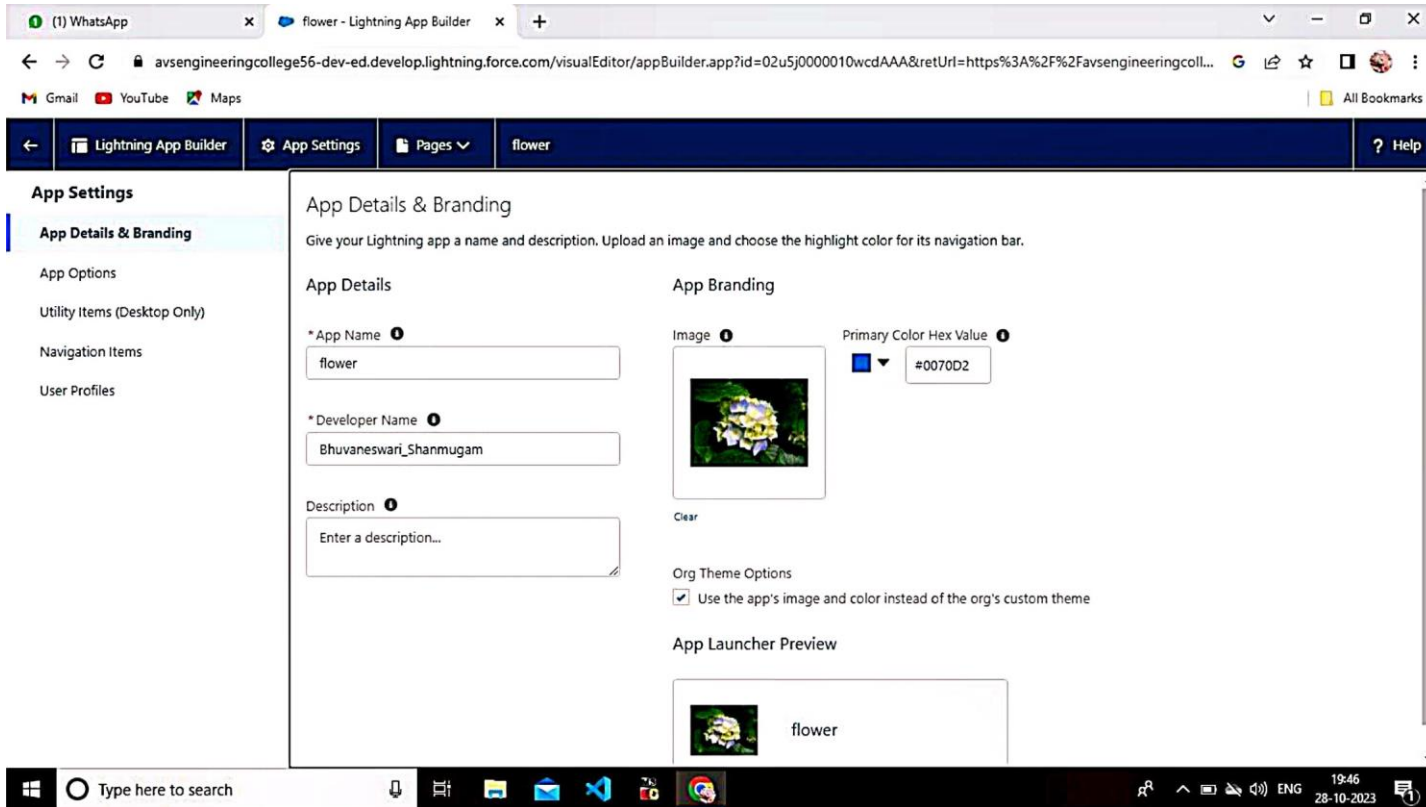 (1) WhatsApp
flower - Lightning App Builder
avsengineeringcollege56-dev-ed.develop.lightning.force.com/visualEditor/appBuilder.app?id=02u5j0000010wcdAAA&retUrl=https%3A%2F%2Favsengineeringcoll...
Gmail YouTube Maps All Bookmarks
Lightning App Builder App Settings Pages flower ? Help
App Settings
App Details & Branding
App Options
Utility Items (Desktop Only)
Navigation Items
User Profiles
App Details & Branding
Give your Lightning app a name and description. Upload an image and choose the highlight color for its navigation bar.
App Details
*App Name
flower
*Developer Name
Bhuvaneswari_Shanmugam
Description
Enter a description...
App Branding
Image
Clear
Primary Color Hex Value
#0070D2
Org Theme Options
Use the app's image and color instead of the org's custom theme
App Launcher Preview
flower
Type here to search
ENG
19:46
28-10-2023